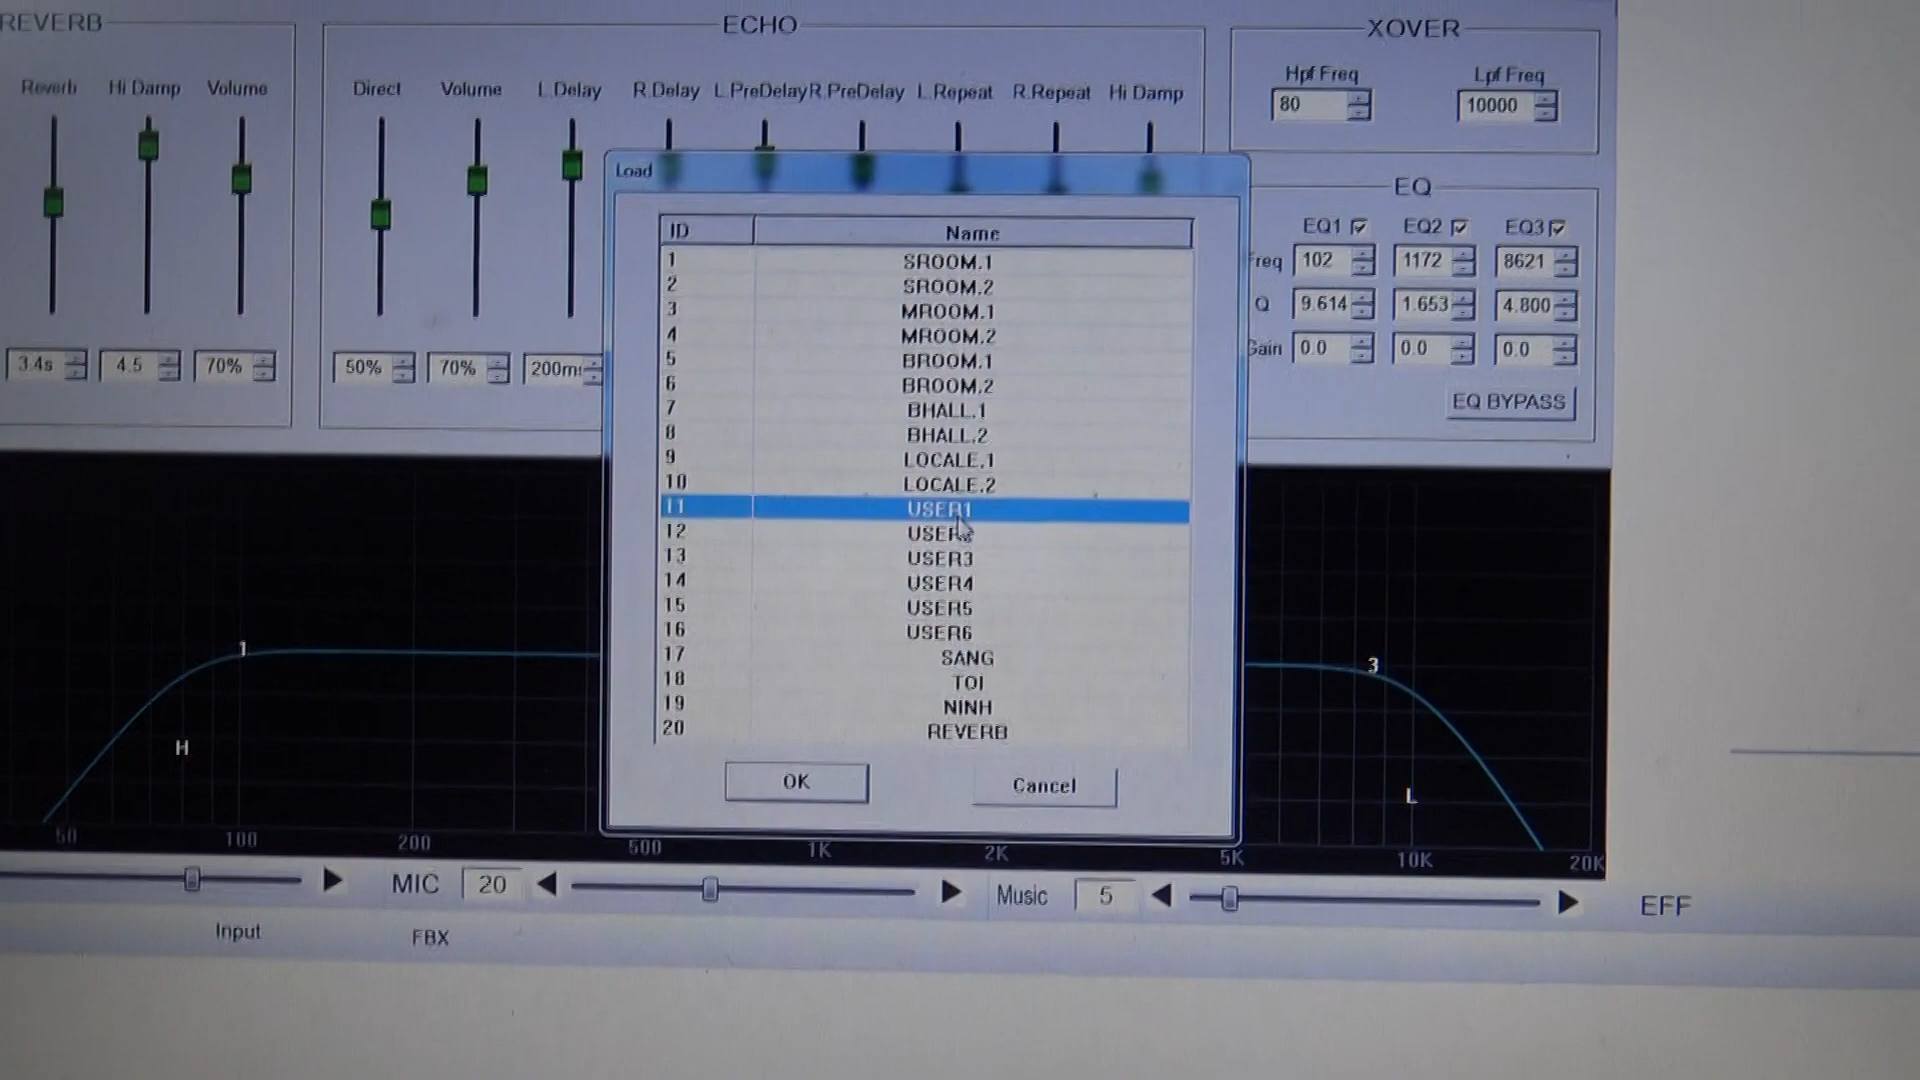 REVERB
ECHO
XOVER
Reverb Hi Damp Volume
Direct Volume L.Delay R.Delay L.PreDelay R.PreDelay L.Repeat R.Repeat Hi Damp
Hpf Freq Lpf Freq
80 10000
3.4s 4.5 70%
50% 70%
EQ
EQ1 EQ2 EQ3
102 1172 8621
Q 9.614 1.653 4.800
0.0 0.0 0.0
EQ BYPASS
Load
ID Name
1 SROOM.1
2 SROOM.2
3 MROOM.1
4 MROOM.2
5 BROOM.1
6 BROOM.2
7 BHALL.1
8 BHALL.2
9 LOCALE.1
10 LOCALE.2
11 USER1
12 USER2
13 USER3
14 USER4
15 USER5
16 USER6
17 SANG
18 TOI
19 NINH
20 REVERB
OK Cancel
1
H
3
L
50 100 200 500 1K 2K 5K 10K 20K
MIC 20 Music 5 EFF
Input FBX